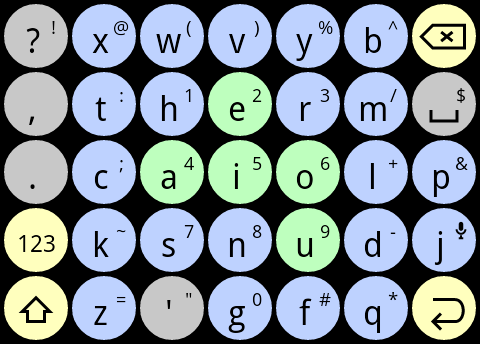 ? ! x @ w ( v ) y % b ^
, t : h 1 e 2 r 3 m / $
. c ; a 4 i 5 o 6 l + p &
123 k ~ s 7 n 8 u 9 d - j
z = ' " g 0 f # q *